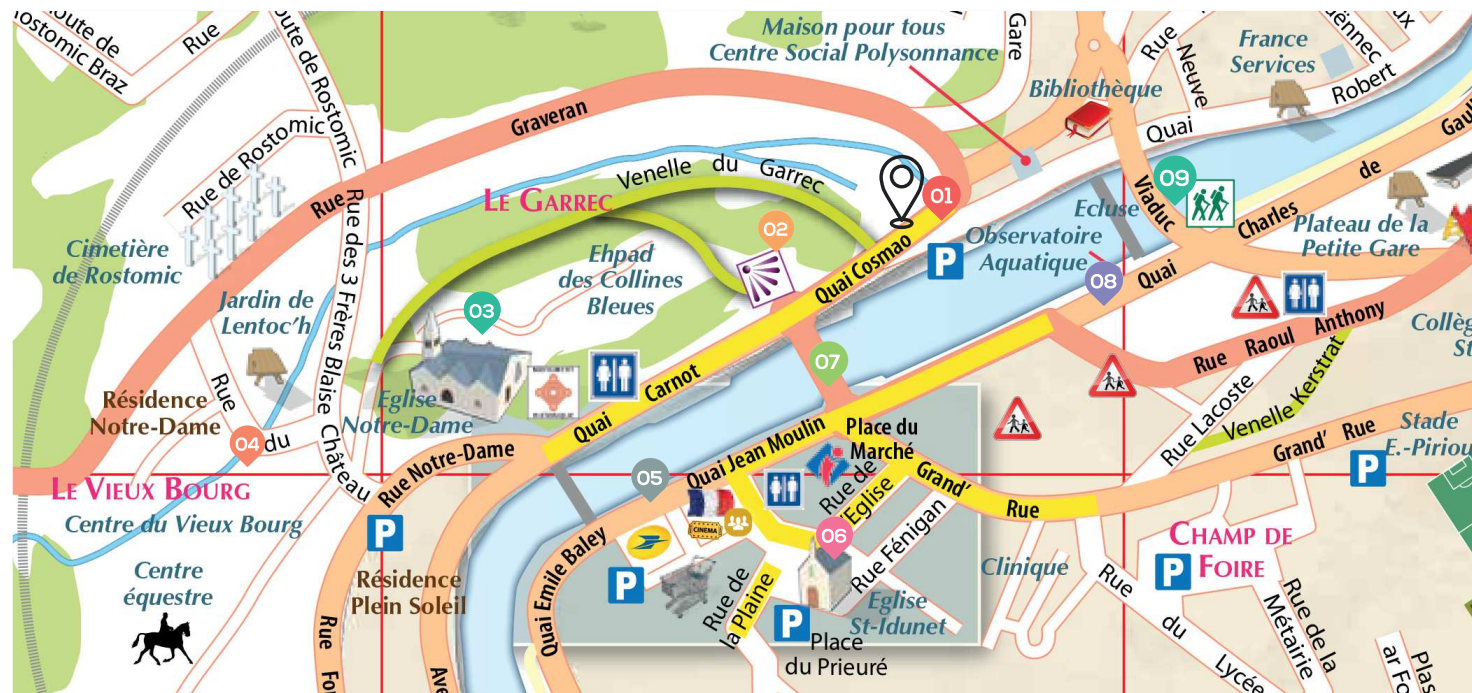 Route de
Rostomic Braz
Rue
Route de Rostomic
Rue de Rostomic
Rue Graveran
Maison pour tous
Centre Social Polysonnance
Gare
Bibliothèque
Rue
Neuve
France
Services
Quai Robert
LE GARREC
Venelle du Garrec
01
02
Ehpad
des Collines
Bleues
Quai Cosmao
P
Ecluse
Observatoire
Aquatique
Viaduc
09
08
Quai Charles de
Plateau de la
Petite Gare
Cimetière
de Rostomic
Jardin de
Lentoc'h
Rue des 3 Frères Blaise
03
Eglise
Notre-Dame
Quai Carnot
07
Rue Raoul Anthony
Rue Lacoste
Venelle Kerstrat
Résidence
Notre-Dame
Rue du Château
04
Rue Notre-Dame
Quai Jean Moulin
Place du
Marché
Grand' Rue
Grand' Rue
Stade
P
LE VIEUX BOURG
Centre du Vieux Bourg
P
05
CINEMA
Rue de
l'Eglise
06
Rue Fénigan
Clinique
CHAMP DE
FOIRE
P
Centre
équestre
Résidence
Plein Soleil
Quai Emile Baley
P
Rue de
la Plaine
Eglise
St-Idunet
P
Place
du Prieuré
Rue du Lycée
Rue de la
Métairie
Rue